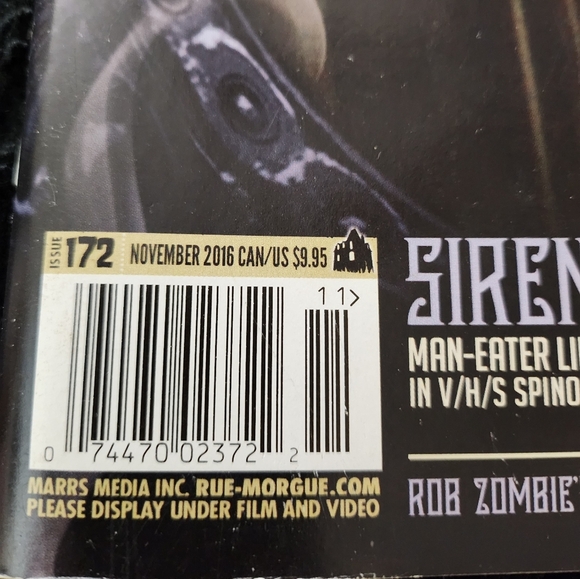 ISSUE 172 NOVEMBER 2016 CAN/US $9.95
11>
0 74470 02372 2
MARRS MEDIA INC. RUE-MORGUE.COM
PLEASE DISPLAY UNDER FILM AND VIDEO
SIREN
MAN-EATER LI
IN V/H/S SPINO
ROB ZOMBIE'